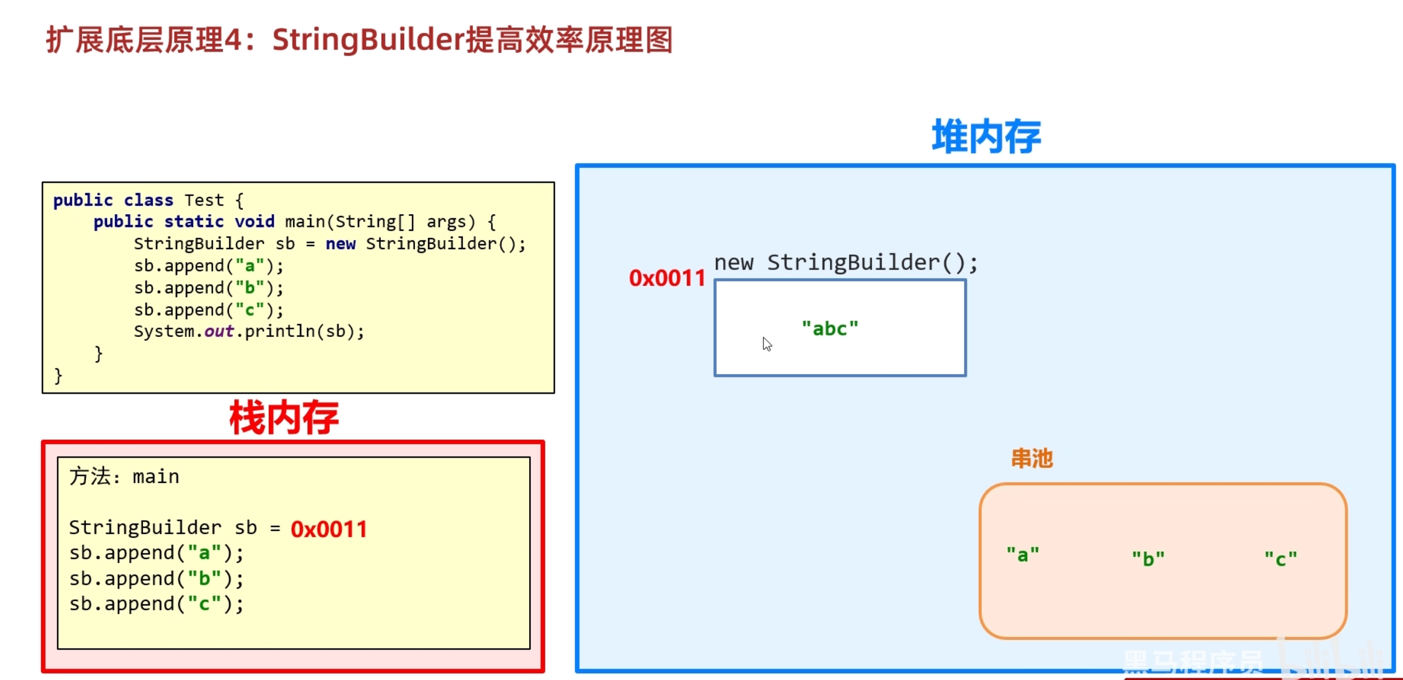 扩展底层原理4：StringBuilder提高效率原理图
堆内存
public class Test {
public static void main(String[] args) {
StringBuilder sb = new StringBuilder();
sb.append("a");
sb.append("b");
sb.append("c");
System.out.println(sb);
}
}
new StringBuilder();
0x0011
"abc"
栈内存
方法：main
StringBuilder sb = 0x0011
sb.append("a");
sb.append("b");
sb.append("c");
串池
"a" "b" "c"
黑马程序员